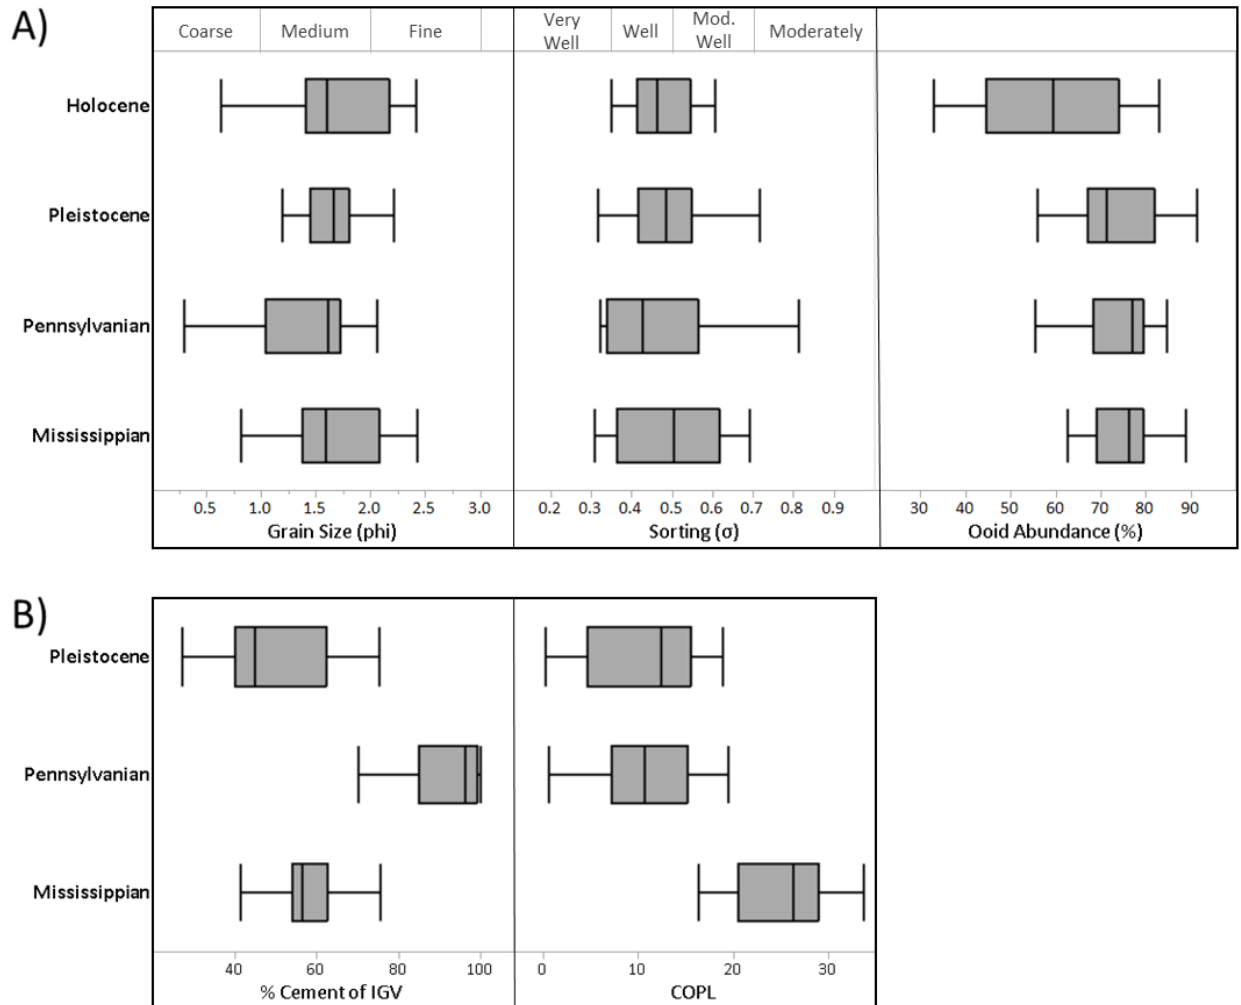 A)
Coarse Medium Fine Very Well Well Mod. Well Moderately
Holocene
Pleistocene
Pennsylvanian
Mississippian
0.5 1.0 1.5 2.0 2.5 3.0 0.2 0.3 0.4 0.5 0.6 0.7 0.8 0.9 30 40 50 60 70 80 90
Grain Size (phi) Sorting (σ) Ooid Abundance (%)
B)
Pleistocene
Pennsylvanian
Mississippian
40 60 80 100 0 10 20 30
% Cement of IGV COPL